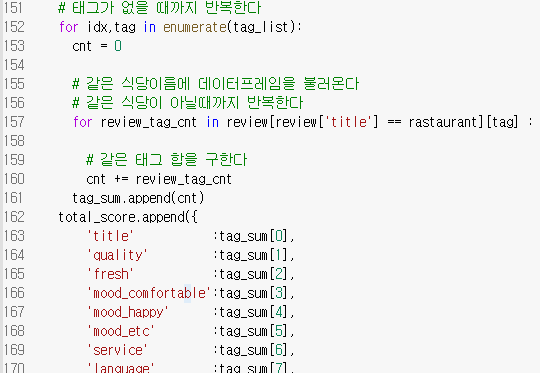 151 # 태그가 없을 때까지 반복한다
152 for idx,tag in enumerate(tag_list):
153 cnt = 0
154
155 # 같은 식당이름에 데이터프레임을 불러온다
156 # 같은 식당이 아닐때까지 반복한다
157 for review_tag_cnt in review[review['title'] == rastaurant][tag] :
158
159 # 같은 태그 합을 구한다
160 cnt += review_tag_cnt
161 tag_sum.append(cnt)
162 total_score.append({
163 'title' :tag_sum[0],
164 'quality' :tag_sum[1],
165 'fresh' :tag_sum[2],
166 'mood_comfortable':tag_sum[3],
167 'mood_happy' :tag_sum[4],
168 'mood_etc' :tag_sum[5],
169 'service' :tag_sum[6],
170 'language' :tag_sum[7],